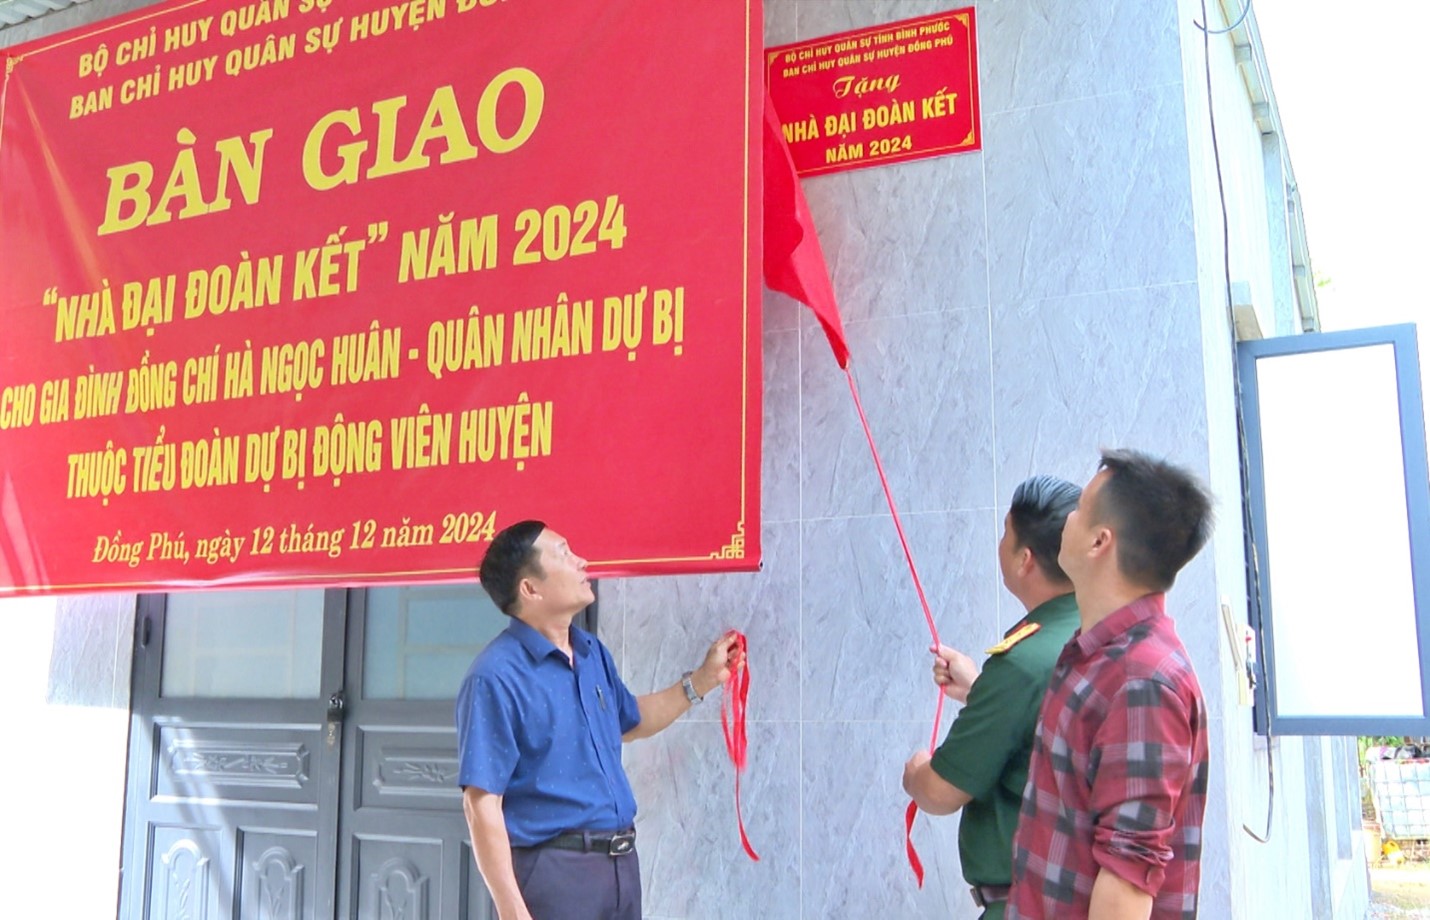 BỘ CHỈ HUY QUÂN SỰ
BAN CHỈ HUY QUÂN SỰ HUYỆN
BÀN GIAO
“NHÀ ĐẠI ĐOÀN KẾT” NĂM 2024
CHO GIA ĐÌNH ĐỒNG CHÍ HÀ NGỌC HUÂN - QUÂN NHÂN DỰ BỊ
THUỘC TIỂU ĐOÀN DỰ BỊ ĐỘNG VIÊN HUYỆN
Đồng Phú, ngày 12 tháng 12 năm 2024
BỘ CHỈ HUY QUÂN SỰ TỈNH BÌNH PHƯỚC
BAN CHỈ HUY QUÂN SỰ HUYỆN ĐỒNG PHÚ
Tặng
NHÀ ĐẠI ĐOÀN KẾT
NĂM 2024